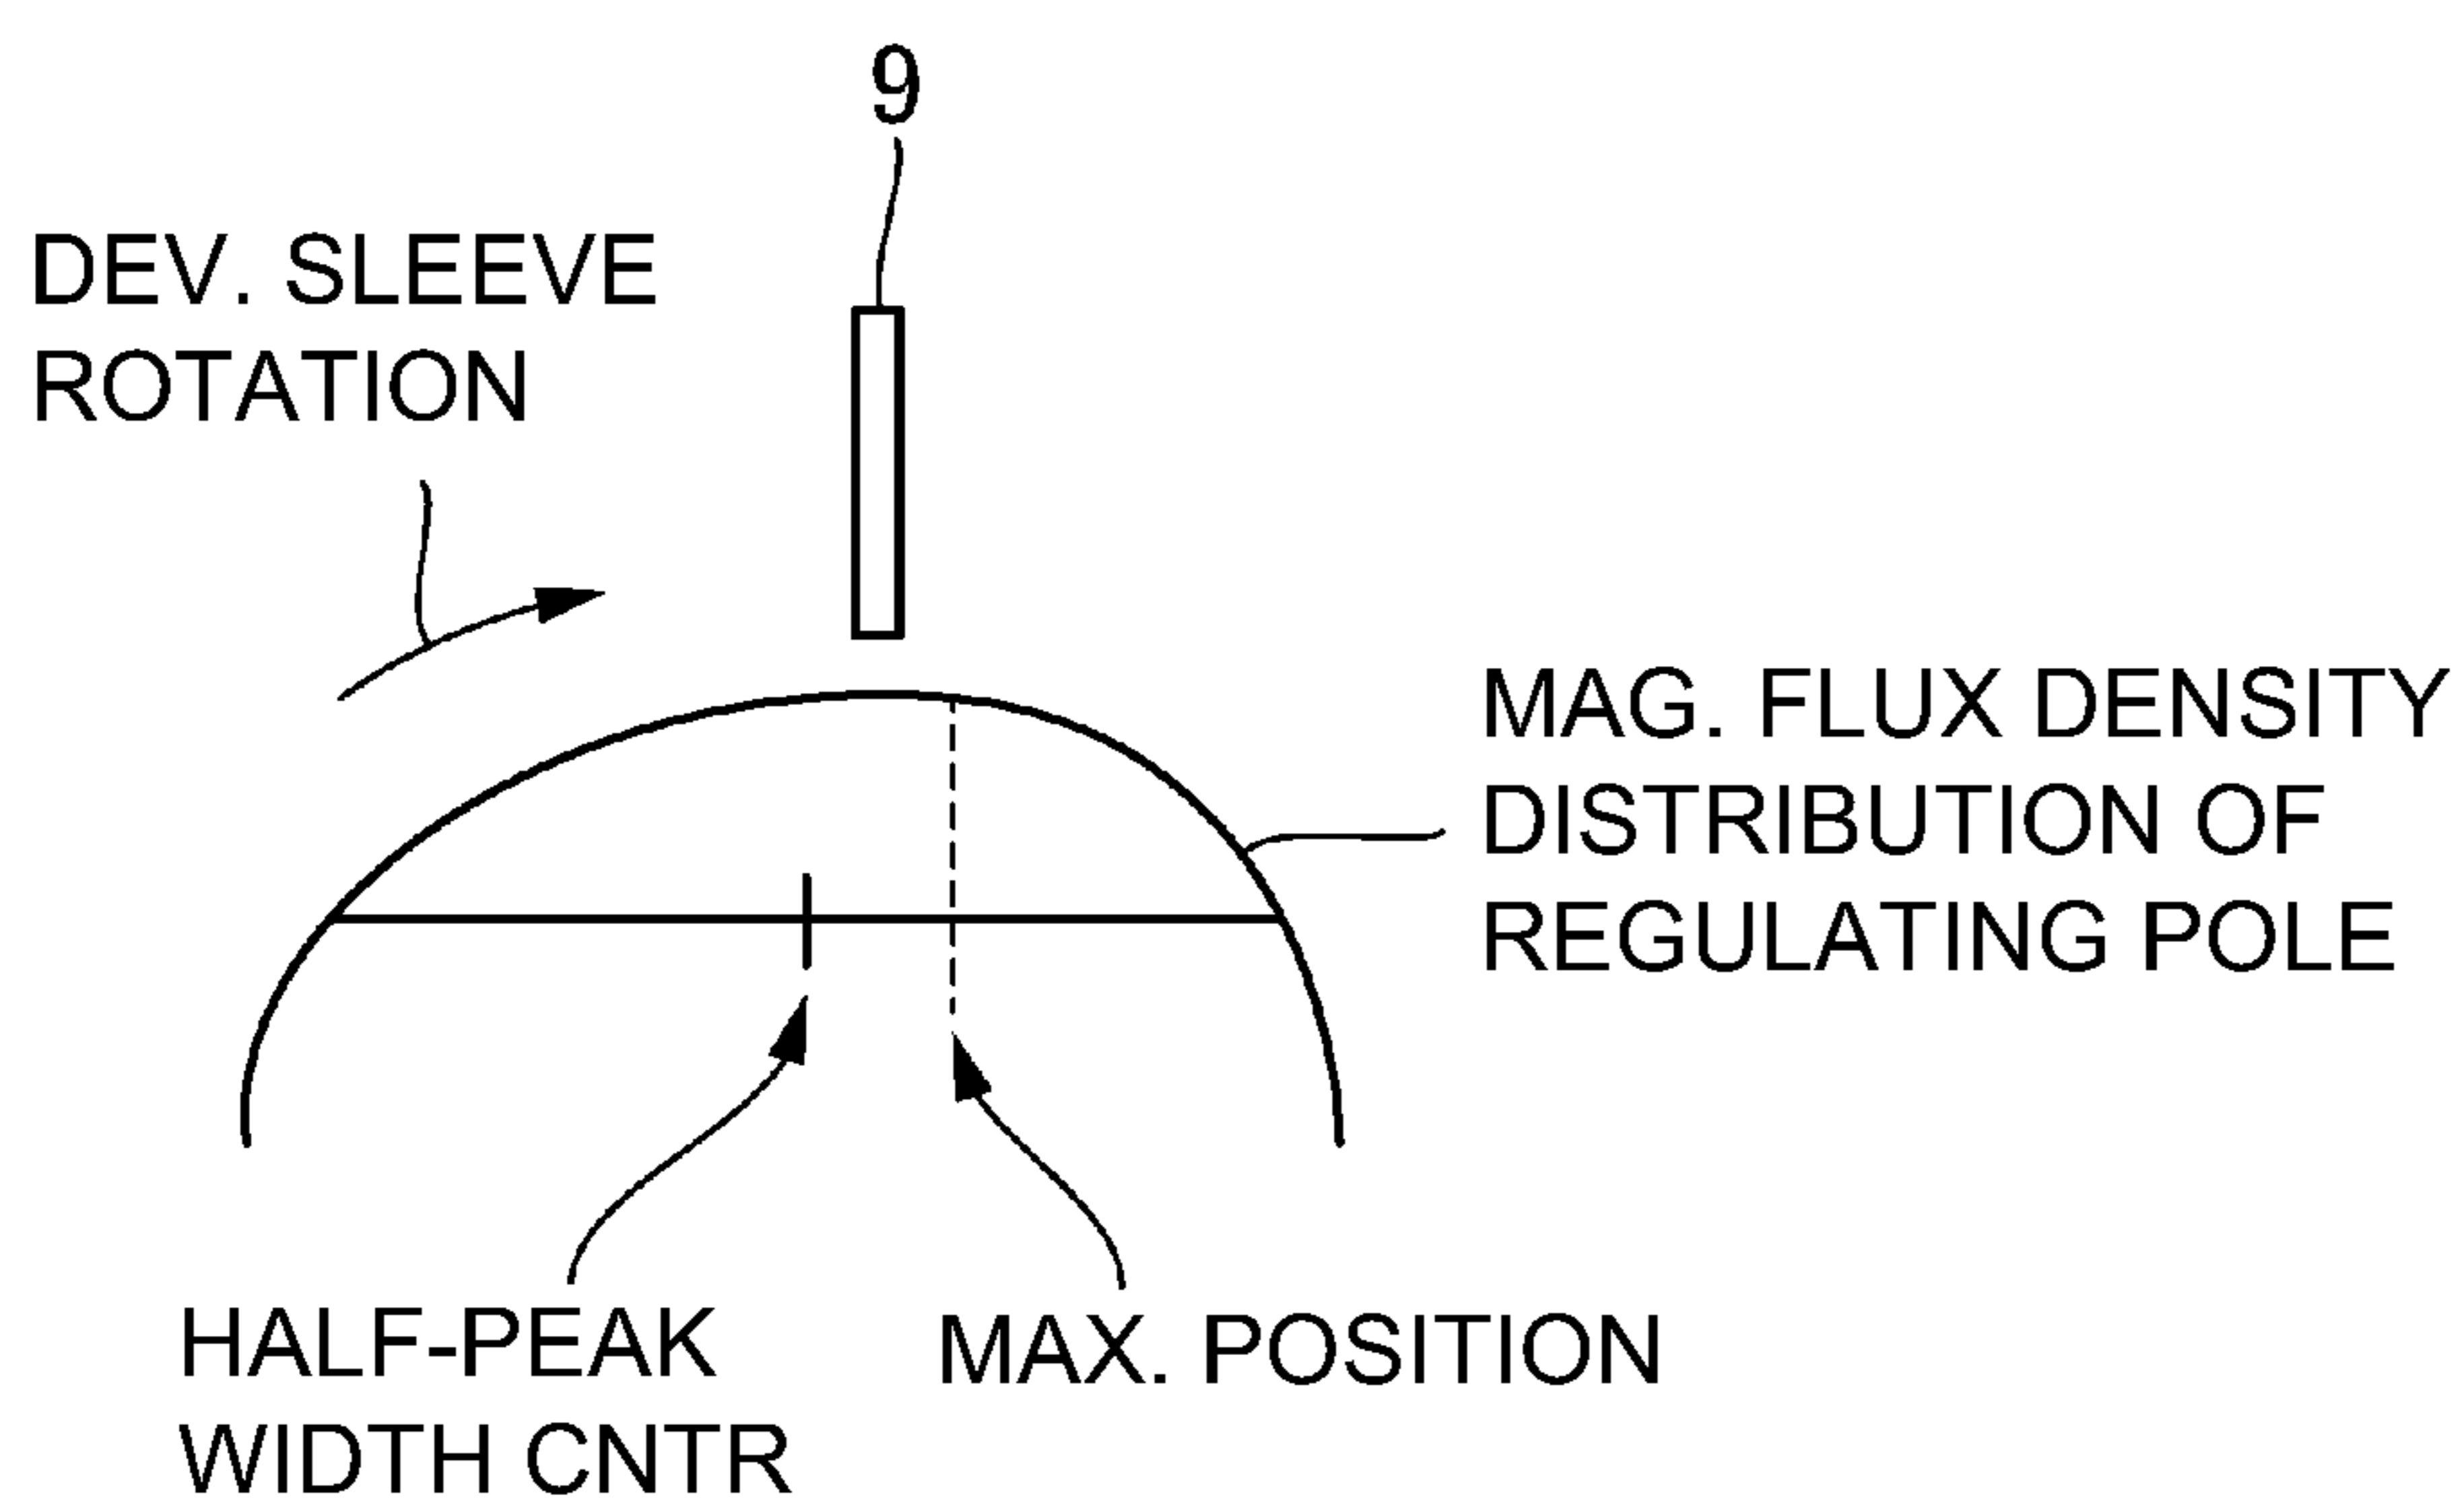 9
DEV. SLEEVE
ROTATION
MAG. FLUX DENSITY
DISTRIBUTION OF
REGULATING POLE
HALF-PEAK
WIDTH CNTR
MAX. POSITION